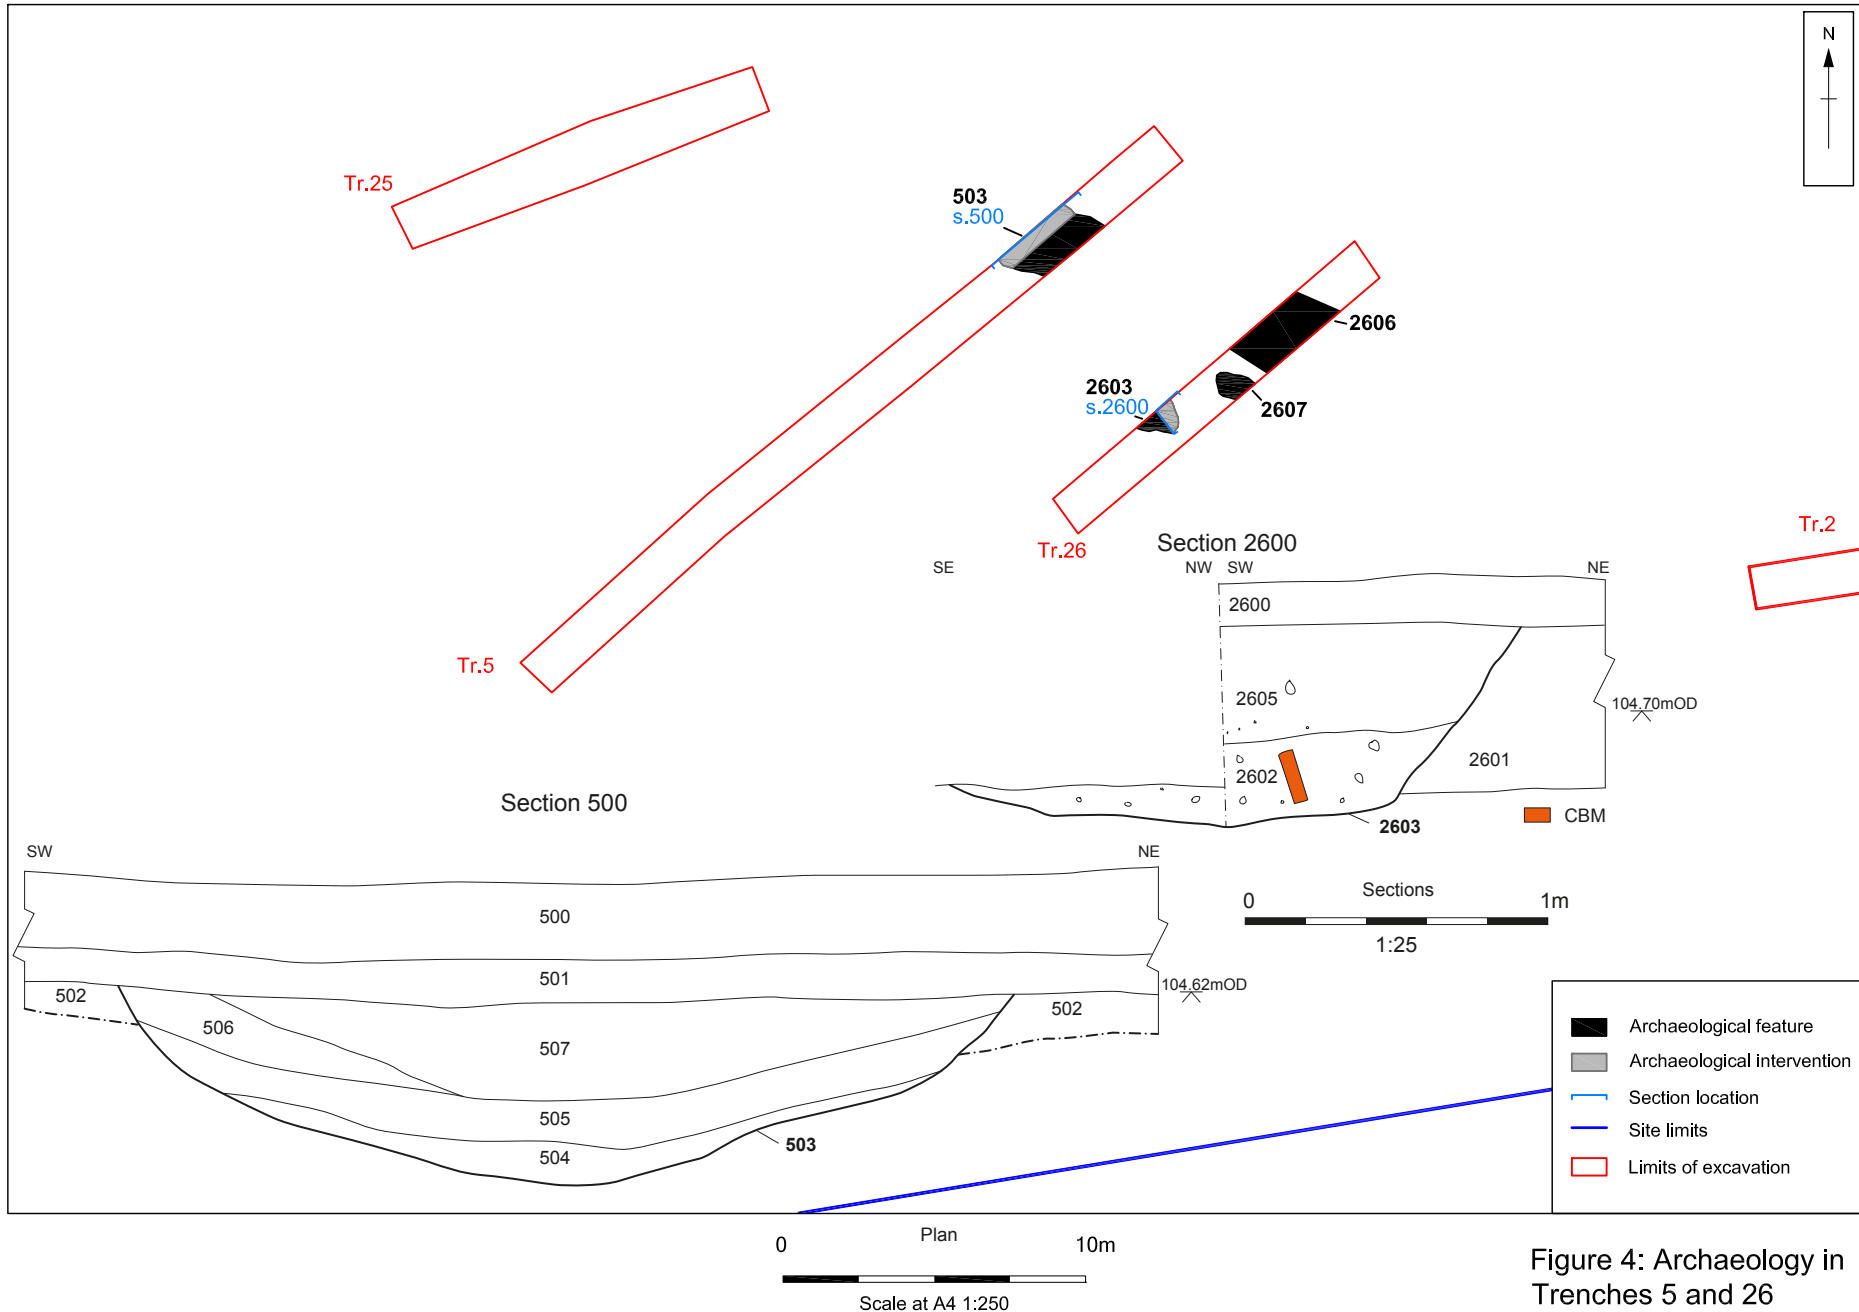 N
Tr.25
503
s.500
2606
2603
s.2600
2607
Tr.26
Tr.2
Tr.5
Section 2600
SE
NW SW
NE
2600
2605
104.70mOD
2602
2601
2603
CBM
Section 500
SW
NE
500
501
104.62mOD
502
502
506
507
505
504
503
Sections
0 1m
1:25
Archaeological feature
Archaeological intervention
Section location
Site limits
Limits of excavation
Plan
0 10m
Scale at A4 1:250
Figure 4: Archaeology in
Trenches 5 and 26